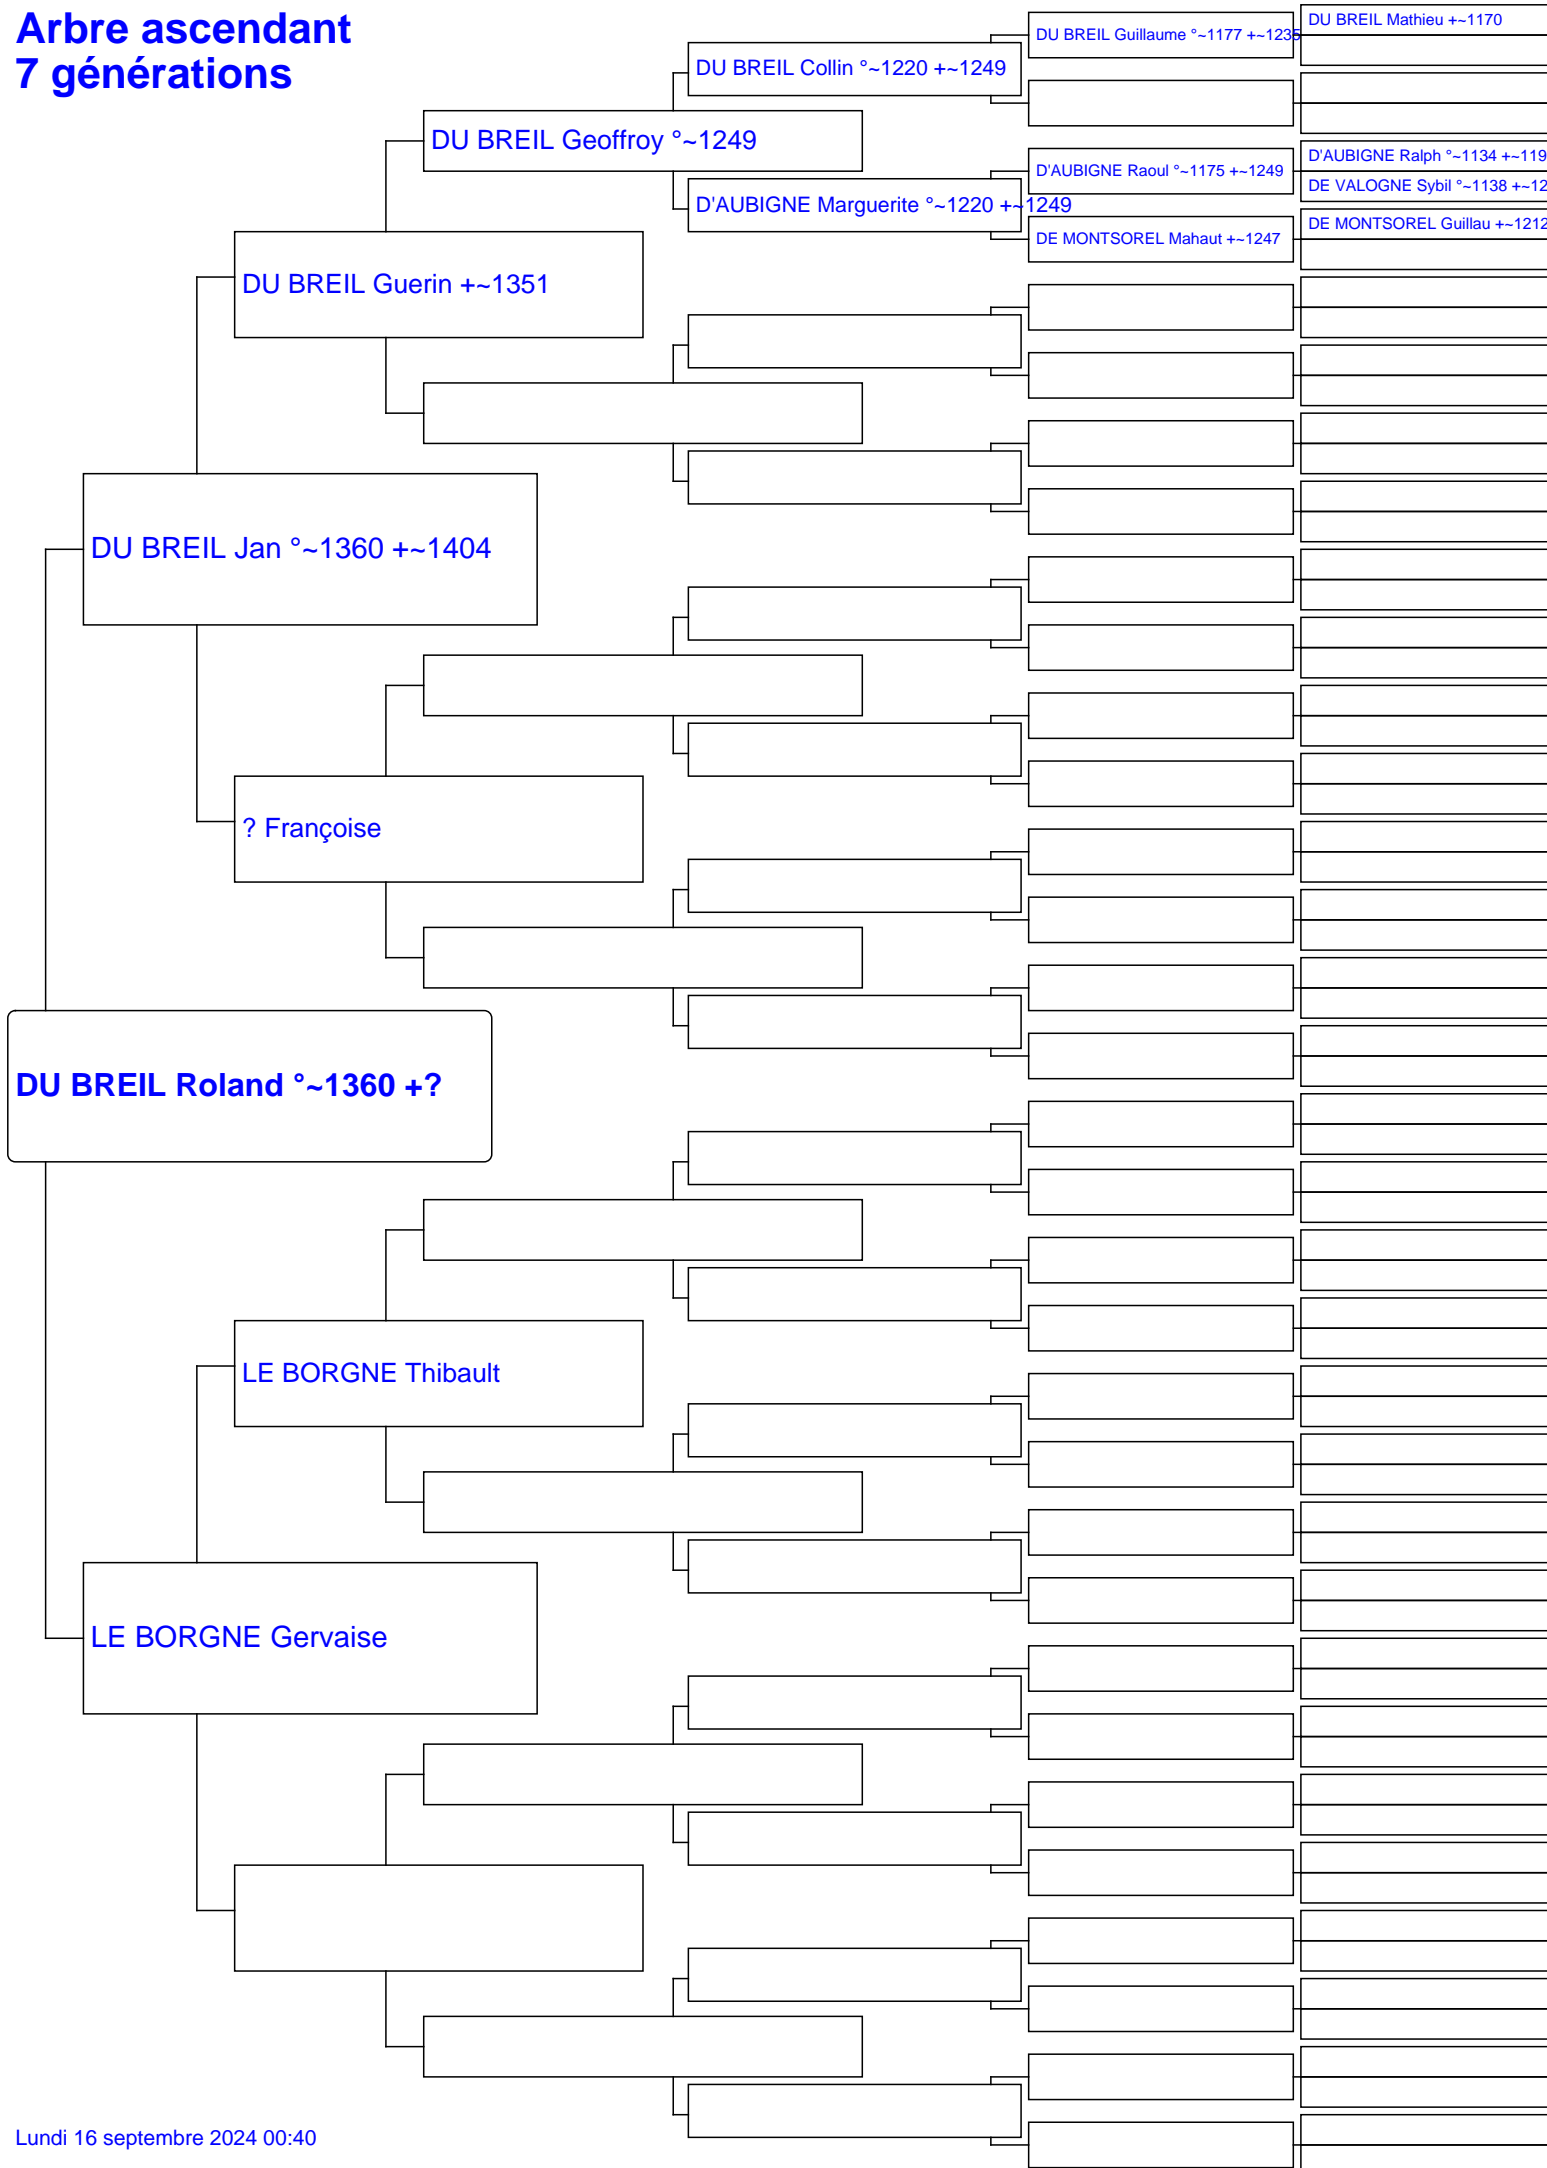 Arbre ascendant
7 générations
DU BREIL Mathieu +~1170
DU BREIL Guillaume °~1177 +~1235
DU BREIL Collin °~1220 +~1249
DU BREIL Geoffroy °~1249
D'AUBIGNE Ralph °~1134 +~119
D'AUBIGNE Raoul °~1175 +~1249
DE VALOGNE Sybil °~1138 +~12
D'AUBIGNE Marguerite °~1220 +~1249
DE MONTSOREL Guillau +~1212
DE MONTSOREL Mahaut +~1247
DU BREIL Guerin +~1351
DU BREIL Jan °~1360 +~1404
? Françoise
DU BREIL Roland °~1360 +?
LE BORGNE Thibault
LE BORGNE Gervaise
Lundi 16 septembre 2024 00:40